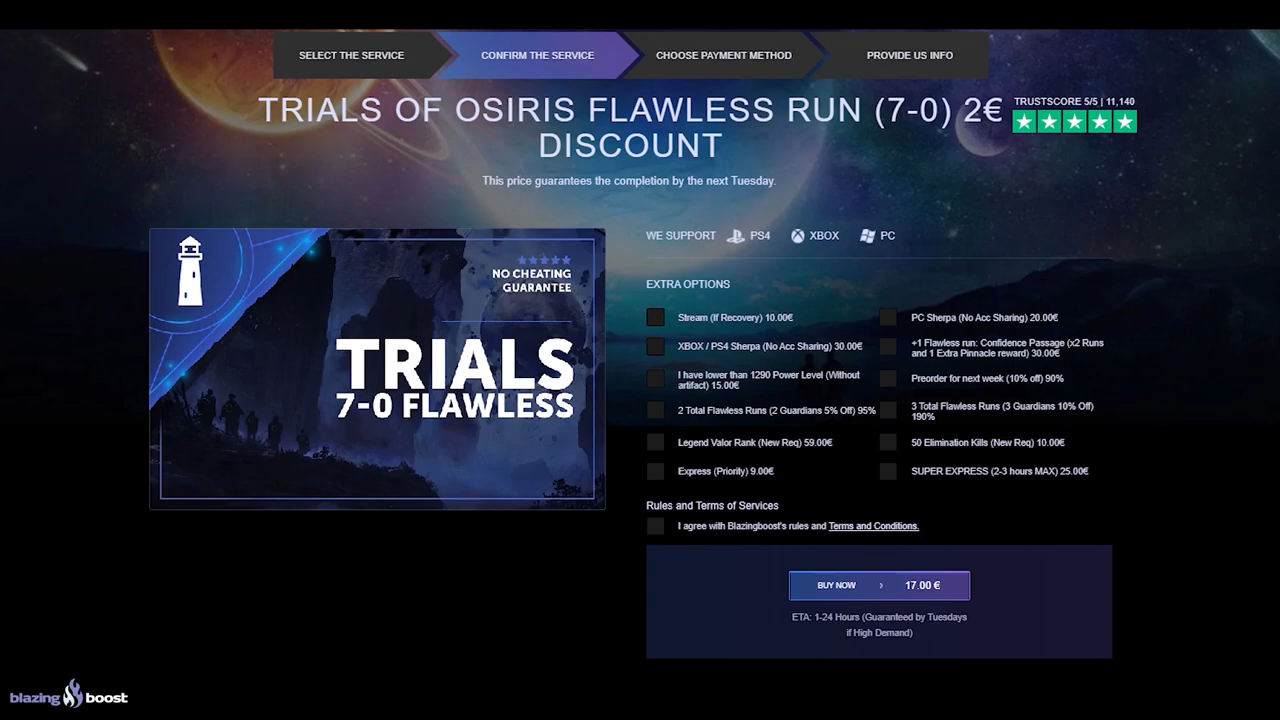 SELECT THE SERVICE
CONFIRM THE SERVICE
CHOOSE PAYMENT METHOD
PROVIDE US INFO
TRIALS OF OSIRIS FLAWLESS RUN (7-0) 2€
DISCOUNT
TRUSTSCORE 5/5 | 11,140
This price guarantees the completion by the next Tuesday.
NO CHEATING
GUARANTEE
TRIALS
7-0 FLAWLESS
WE SUPPORT
PS4
XBOX
PC
EXTRA OPTIONS
Stream (If Recovery) 10.00€
PC Sherpa (No Acc Sharing) 20.00€
XBOX / PS4 Sherpa (No Acc Sharing) 30.00€
+1 Flawless run: Confidence Passage (x2 Runs
and 1 Extra Pinnacle reward) 30.00€
I have lower than 1290 Power Level (Without
artifact) 15.00€
Preorder for next week (10% off) 90%
2 Total Flawless Runs (2 Guardians 5% Off) 95%
3 Total Flawless Runs (3 Guardians 10% Off)
190%
Legend Valor Rank (New Req) 59.00€
50 Elimination Kills (New Req) 10.00€
Express (Priority) 9.00€
SUPER EXPRESS (2-3 hours MAX) 25.00€
Rules and Terms of Services
I agree with Blazingboost's rules and Terms and Conditions.
BUY NOW
17.00 €
ETA: 1-24 Hours (Guaranteed by Tuesdays
if High Demand)
blazing boost